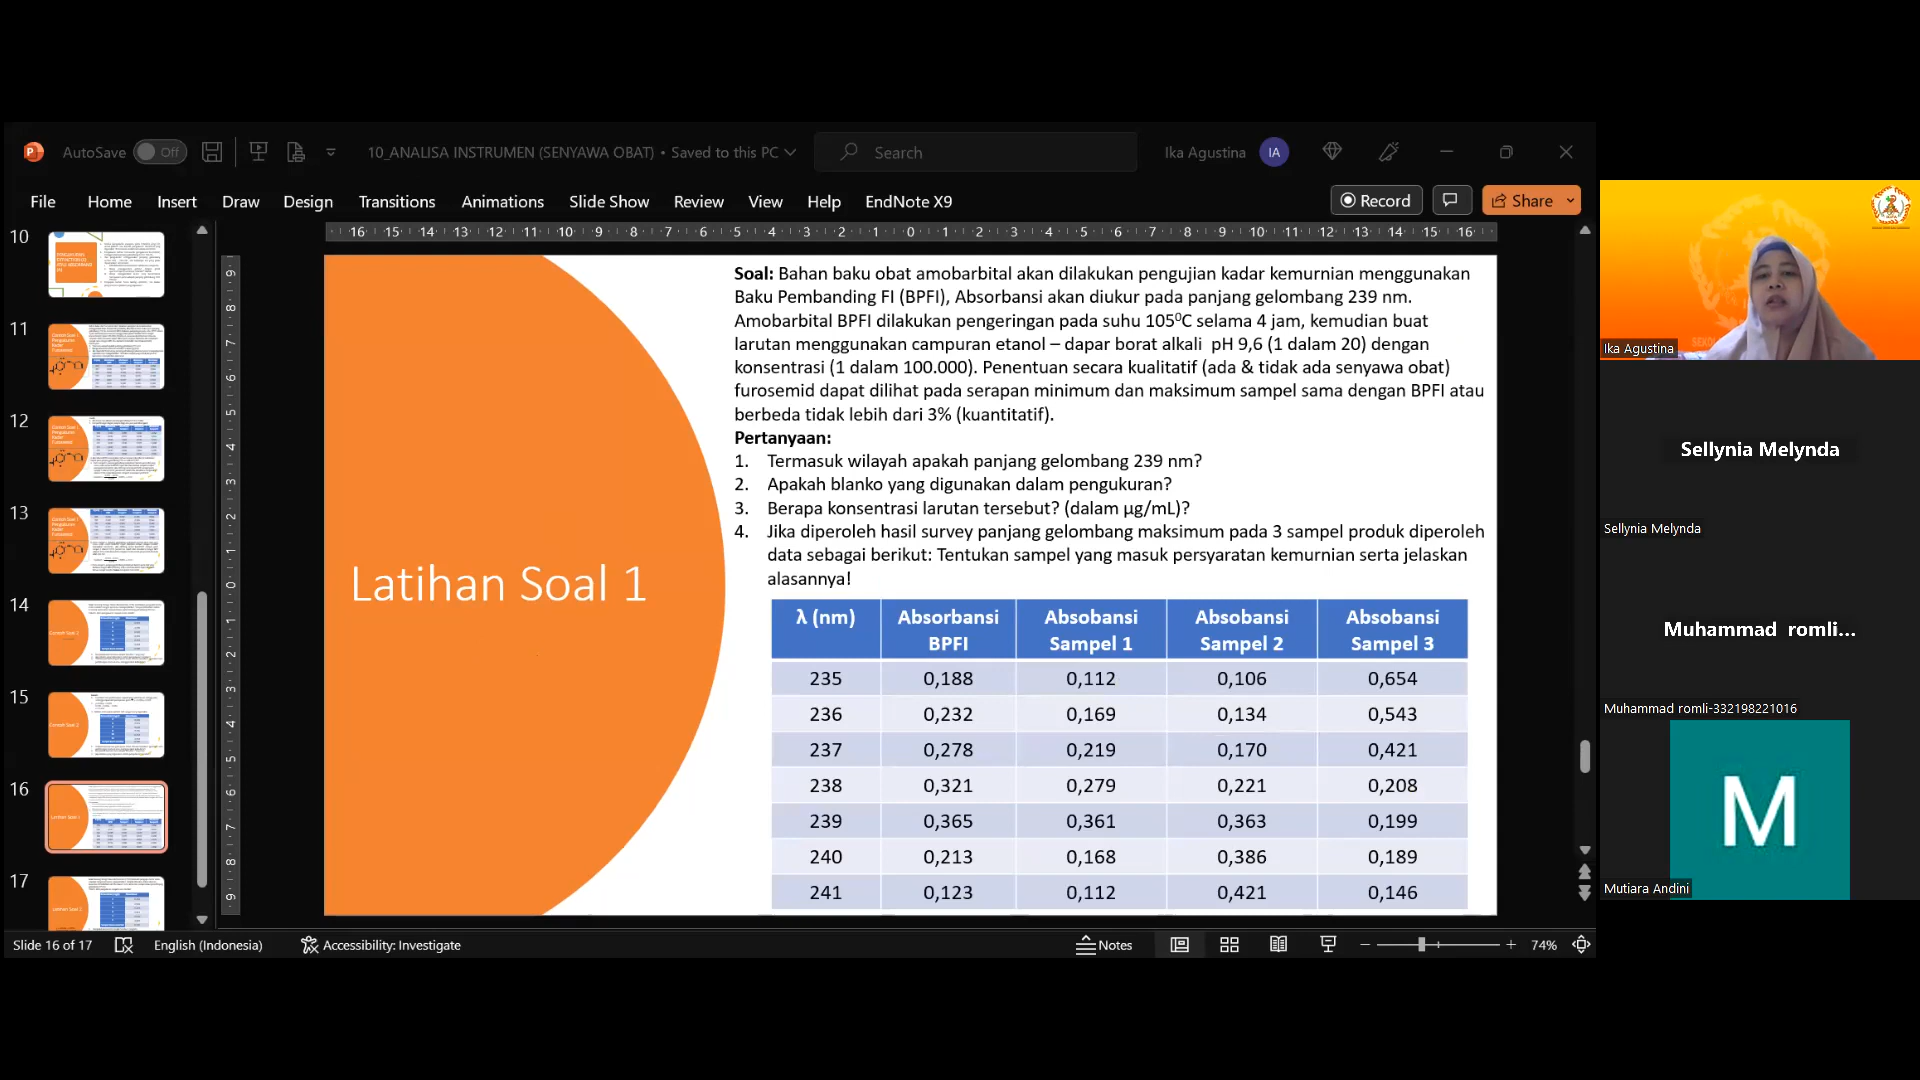 AutoSave Off 10_ANALISA INSTRUMEN (SENYAWA OBAT) • Saved to this PC Search Ika Agustina IA
File Home Insert Draw Design Transitions Animations Slide Show Review View Help EndNote X9 Record Share
10
11
12
13
14
15
16
17
Latihan Soal 1
Soal: Bahan baku obat amobarbital akan dilakukan pengujian kadar kemurnian menggunakan
Baku Pembanding FI (BPFI), Absorbansi akan diukur pada panjang gelombang 239 nm.
Amobarbital BPFI dilakukan pengeringan pada suhu 105⁰C selama 4 jam, kemudian buat
larutan menggunakan campuran etanol – dapar borat alkali pH 9,6 (1 dalam 20) dengan
konsentrasi (1 dalam 100.000). Penentuan secara kualitatif (ada & tidak ada senyawa obat)
furosemid dapat dilihat pada serapan minimum dan maksimum sampel sama dengan BPFI atau
berbeda tidak lebih dari 3% (kuantitatif).
Pertanyaan:
1. Termasuk wilayah apakah panjang gelombang 239 nm?
2. Apakah blanko yang digunakan dalam pengukuran?
3. Berapa konsentrasi larutan tersebut? (dalam µg/mL)?
4. Jika diperoleh hasil survey panjang gelombang maksimum pada 3 sampel produk diperoleh
data sebagai berikut: Tentukan sampel yang masuk persyaratan kemurnian serta jelaskan
alasannya!
λ (nm) Absorbansi BPFI Absobansi Sampel 1 Absobansi Sampel 2 Absobansi Sampel 3
235 0,188 0,112 0,106 0,654
236 0,232 0,169 0,134 0,543
237 0,278 0,219 0,170 0,421
238 0,321 0,279 0,221 0,208
239 0,365 0,361 0,363 0,199
240 0,213 0,168 0,386 0,189
241 0,123 0,112 0,421 0,146
Slide 16 of 17 English (Indonesia) Accessibility: Investigate Notes 74%
Ika Agustina
Sellynia Melynda
Sellynia Melynda
Muhammad romli...
Muhammad romli-332198221016
M
Mutiara Andini